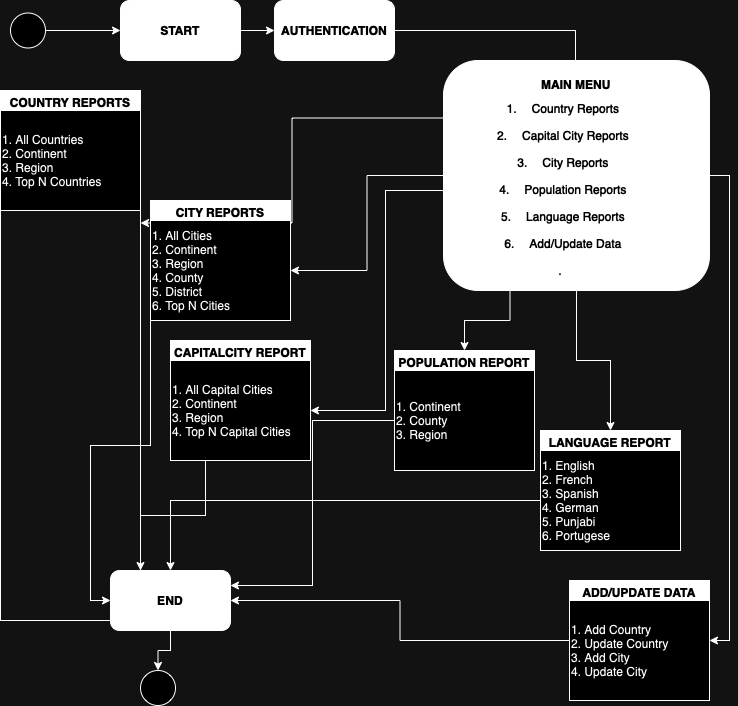 START
AUTHENTICATION
MAIN MENU
1. Country Reports
2. Capital City Reports
3. City Reports
4. Population Reports
5. Language Reports
6. Add/Update Data
.
COUNTRY REPORTS
1. All Countries
2. Continent
3. Region
4. Top N Countries
CITY REPORTS
1. All Cities
2. Continent
3. Region
4. County
5. District
6. Top N Cities
CAPITALCITY REPORT
1. All Capital Cities
2. Continent
3. Region
4. Top N Capital Cities
POPULATION REPORT
1. Continent
2. County
3. Region
LANGUAGE REPORT
1. English
2. French
3. Spanish
4. German
5. Punjabi
6. Portugese
END
ADD/UPDATE DATA
1. Add Country
2. Update Country
3. Add City
4. Update City